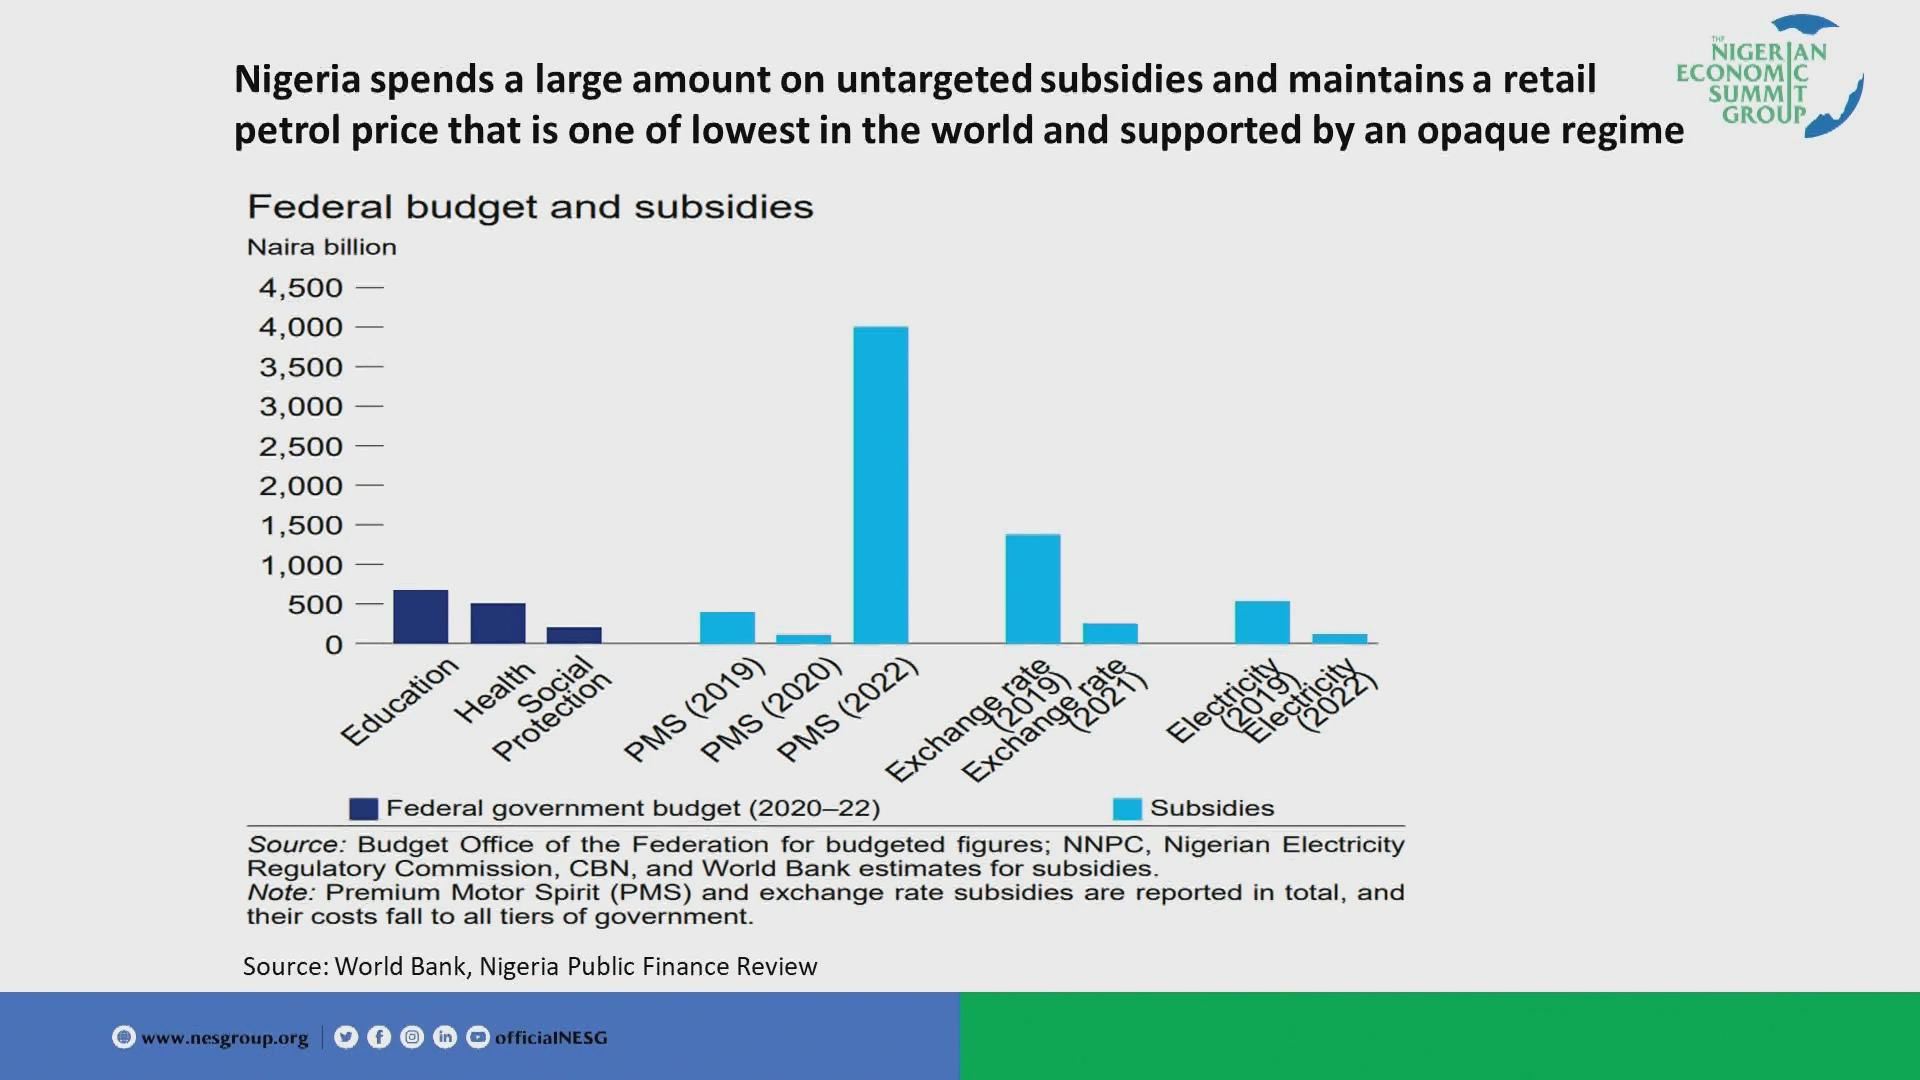 Nigeria spends a large amount on untargeted subsidies and maintains a retail
petrol price that is one of lowest in the world and supported by an opaque regime
THE
NIGERIAN
ECONOMIC
SUMMIT
GROUP
Federal budget and subsidies
Naira billion
4,500
4,000
3,500
3,000
2,500
2,000
1,500
1,000
500
0
Education
Health
Social
Protection
PMS (2019)
PMS (2020)
PMS (2022)
Exchange rate
(2019)
Exchange rate
(2021)
Electricity
(2019)
Electricity
(2022)
Federal government budget (2020–22)
Subsidies
Source: Budget Office of the Federation for budgeted figures; NNPC, Nigerian Electricity
Regulatory Commission, CBN, and World Bank estimates for subsidies.
Note: Premium Motor Spirit (PMS) and exchange rate subsidies are reported in total, and
their costs fall to all tiers of government.
Source: World Bank, Nigeria Public Finance Review
www.nesgroup.org
officialNESG